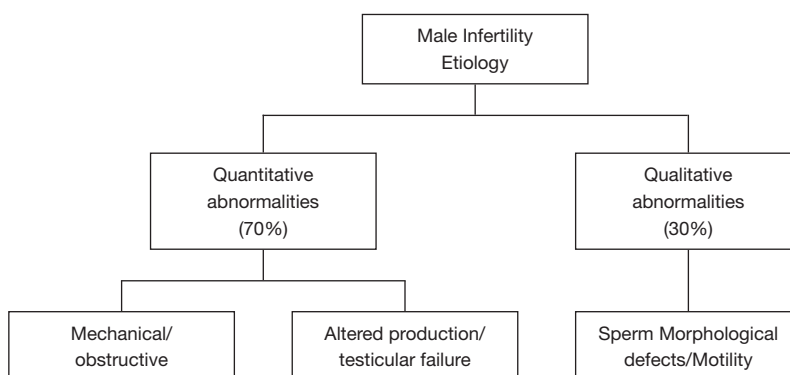 Male Infertility
Etiology
Quantitative
abnormalities
(70%)
Qualitative
abnormalities
(30%)
Mechanical/
obstructive
Altered production/
testicular failure
Sperm Morphological
defects/Motility